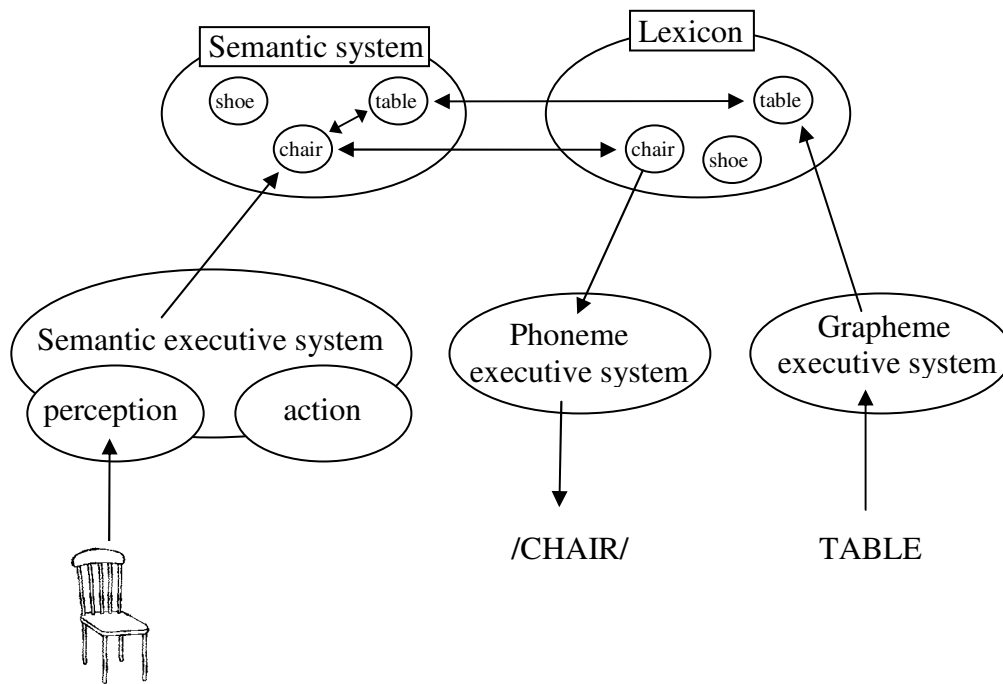 Semantic system
Lexicon
shoe
table
chair
table
chair
shoe
Semantic executive system
perception
action
Phoneme
executive system
Grapheme
executive system
/CHAIR/
TABLE